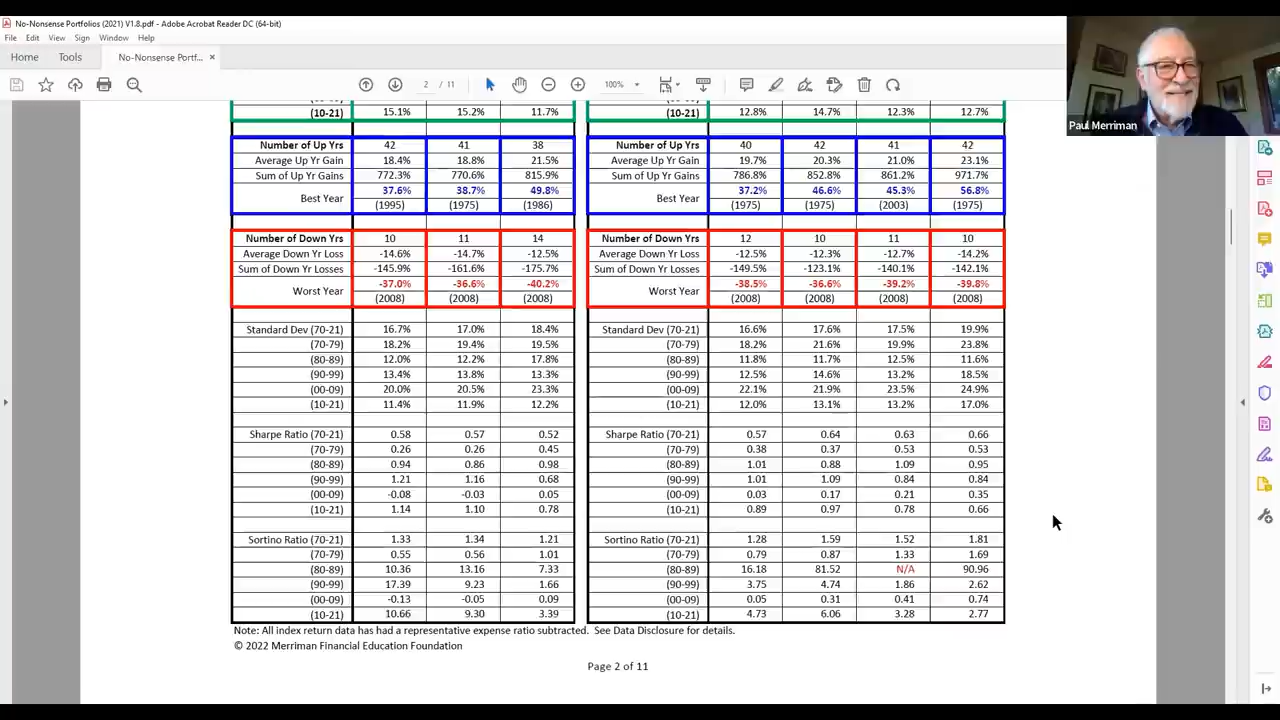 No-Nonsense Portfolios (2021) V1.8.pdf - Adobe Acrobat Reader DC (64-bit)
File Edit View Sign Window Help
Home Tools No-Nonsense Portf... ×
2 / 11 100%
Paul Merriman
(10-21) 15.1% 15.2% 11.7% (10-21) 12.8% 14.7% 12.3% 12.7%
Number of Up Yrs 42 41 38 Number of Up Yrs 40 42 41 42
Average Up Yr Gain 18.4% 18.8% 21.5% Average Up Yr Gain 19.7% 20.3% 21.0% 23.1%
Sum of Up Yr Gains 772.3% 770.6% 815.9% Sum of Up Yr Gains 786.8% 852.8% 861.2% 971.7%
Best Year 37.6% 38.7% 49.8% Best Year 37.2% 46.6% 45.3% 56.8%
(1995) (1975) (1986) (1975) (1975) (2003) (1975)
Number of Down Yrs 10 11 14 Number of Down Yrs 12 10 11 10
Average Down Yr Loss -14.6% -14.7% -12.5% Average Down Yr Loss -12.5% -12.3% -12.7% -14.2%
Sum of Down Yr Losses -145.9% -161.6% -175.7% Sum of Down Yr Losses -149.5% -123.1% -140.1% -142.1%
Worst Year -37.0% -36.6% -40.2% Worst Year -38.5% -36.6% -39.2% -39.8%
(2008) (2008) (2008) (2008) (2008) (2008) (2008)
Standard Dev (70-21) 16.7% 17.0% 18.4% Standard Dev (70-21) 16.6% 17.6% 17.5% 19.9%
(70-79) 18.2% 19.4% 19.5% (70-79) 18.2% 21.6% 19.9% 23.8%
(80-89) 12.0% 12.2% 17.8% (80-89) 11.8% 11.7% 12.5% 11.6%
(90-99) 13.4% 13.8% 13.3% (90-99) 12.5% 14.6% 13.2% 18.5%
(00-09) 20.0% 20.5% 23.3% (00-09) 22.1% 21.9% 23.5% 24.9%
(10-21) 11.4% 11.9% 12.2% (10-21) 12.0% 13.1% 13.2% 17.0%
Sharpe Ratio (70-21) 0.58 0.57 0.52 Sharpe Ratio (70-21) 0.57 0.64 0.63 0.66
(70-79) 0.26 0.26 0.45 (70-79) 0.38 0.37 0.53 0.53
(80-89) 0.94 0.86 0.98 (80-89) 1.01 0.88 1.09 0.95
(90-99) 1.21 1.16 0.68 (90-99) 1.01 1.09 0.84 0.84
(00-09) -0.08 -0.03 0.05 (00-09) 0.03 0.17 0.21 0.35
(10-21) 1.14 1.10 0.78 (10-21) 0.89 0.97 0.78 0.66
Sortino Ratio (70-21) 1.33 1.34 1.21 Sortino Ratio (70-21) 1.28 1.59 1.52 1.81
(70-79) 0.55 0.56 1.01 (70-79) 0.79 0.87 1.33 1.69
(80-89) 10.36 13.16 7.33 (80-89) 16.18 81.52 N/A 90.96
(90-99) 17.39 9.23 1.66 (90-99) 3.75 4.74 1.86 2.62
(00-09) -0.13 -0.05 0.09 (00-09) 0.05 0.31 0.41 0.74
(10-21) 10.66 9.30 3.39 (10-21) 4.73 6.06 3.28 2.77
Note: All index return data has had a representative expense ratio subtracted. See Data Disclosure for details.
© 2022 Merriman Financial Education Foundation
Page 2 of 11